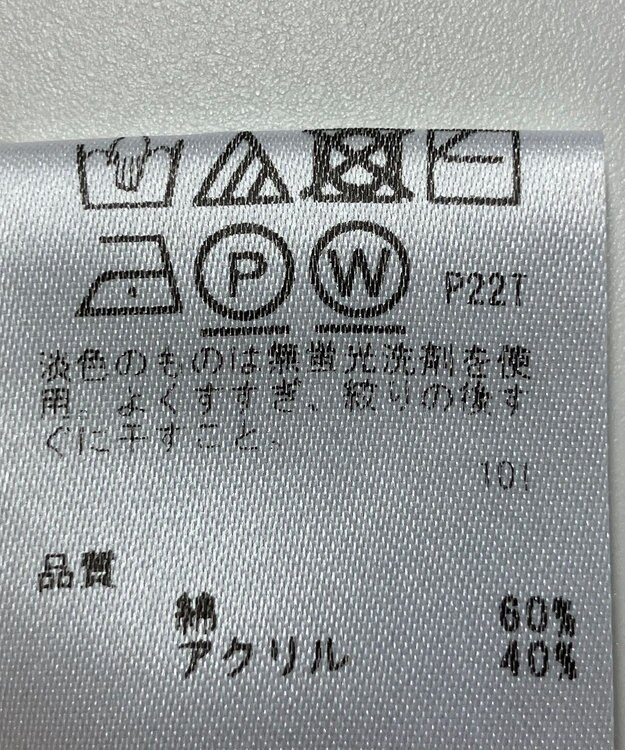 P
W
P22T
淡色のものは無蛍光洗剤を使
用、よくすすぎ、絞りの後す
ぐに干すこと。
品質
綿 60%
アクリル 40%